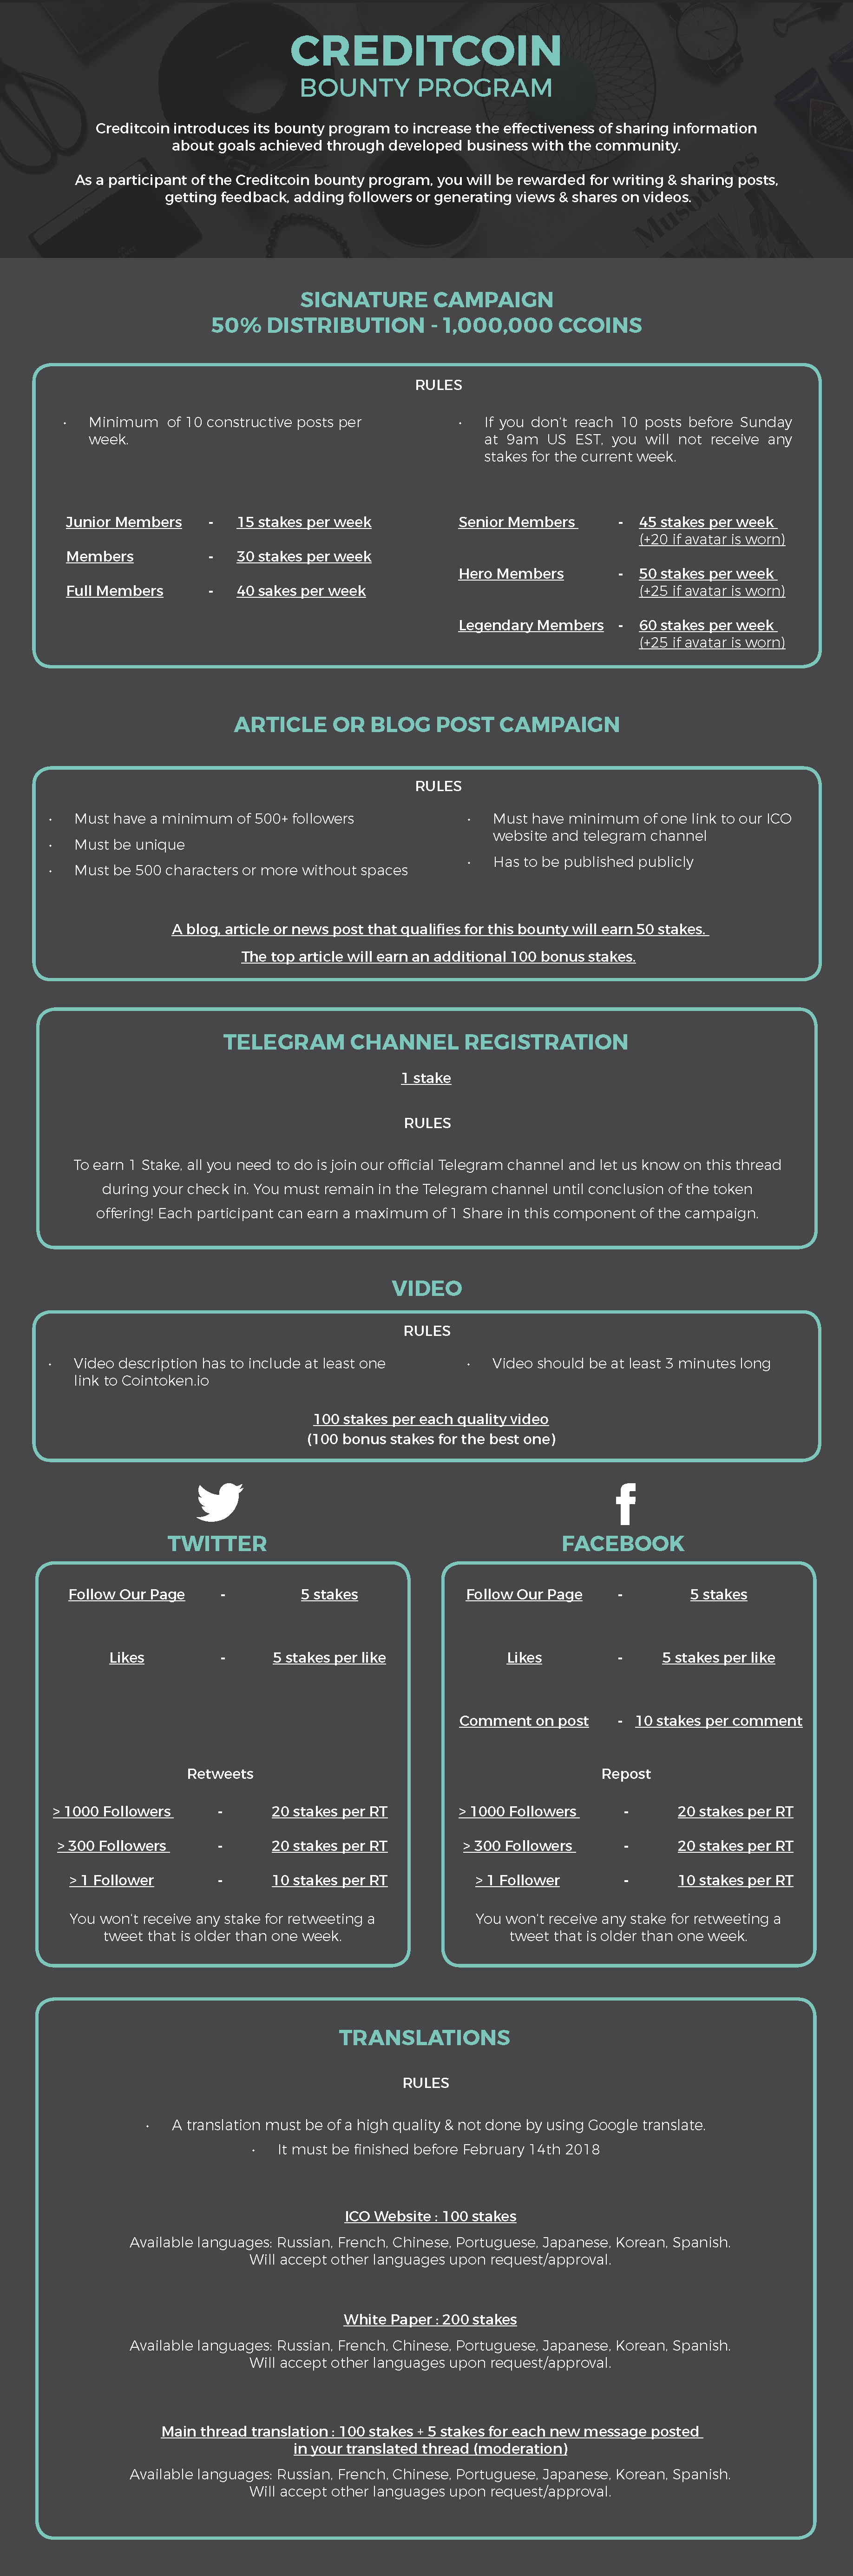 CREDITCOIN
BOUNTY PROGRAM
Creditcoin introduces its bounty program to increase the effectiveness of sharing information
about goals achieved through developed business with the community.
As a participant of the Creditcoin bounty program, you will be rewarded for writing & sharing posts,
getting feedback, adding followers or generating views & shares on videos.
SIGNATURE CAMPAIGN
50% DISTRIBUTION - 1,000,000 CCOINS
RULES
· Minimum of 10 constructive posts per
week.
· If you don't reach 10 posts before Sunday
at 9am US EST, you will not receive any
stakes for the current week.
Junior Members - 15 stakes per week
Members - 30 stakes per week
Full Members - 40 sakes per week
Senior Members - 45 stakes per week
(+20 if avatar is worn)
Hero Members - 50 stakes per week
(+25 if avatar is worn)
Legendary Members - 60 stakes per week
(+25 if avatar is worn)
ARTICLE OR BLOG POST CAMPAIGN
RULES
· Must have a minimum of 500+ followers
· Must be unique
· Must be 500 characters or more without spaces
· Must have minimum of one link to our ICO
website and telegram channel
· Has to be published publicly
A blog, article or news post that qualifies for this bounty will earn 50 stakes.
The top article will earn an additional 100 bonus stakes.
TELEGRAM CHANNEL REGISTRATION
1 stake
RULES
To earn 1 Stake, all you need to do is join our official Telegram channel and let us know on this thread
during your check in. You must remain in the Telegram channel until conclusion of the token
offering! Each participant can earn a maximum of 1 Share in this component of the campaign.
VIDEO
RULES
· Video description has to include at least one
link to Cointoken.io
· Video should be at least 3 minutes long
100 stakes per each quality video
(100 bonus stakes for the best one)
TWITTER
Follow Our Page - 5 stakes
Likes - 5 stakes per like
Retweets
> 1000 Followers - 20 stakes per RT
> 300 Followers - 20 stakes per RT
> 1 Follower - 10 stakes per RT
You won't receive any stake for retweeting a
tweet that is older than one week.
FACEBOOK
Follow Our Page - 5 stakes
Likes - 5 stakes per like
Comment on post - 10 stakes per comment
Repost
> 1000 Followers - 20 stakes per RT
> 300 Followers - 20 stakes per RT
> 1 Follower - 10 stakes per RT
You won't receive any stake for retweeting a
tweet that is older than one week.
TRANSLATIONS
RULES
· A translation must be of a high quality & not done by using Google translate.
· It must be finished before February 14th 2018
ICO Website : 100 stakes
Available languages: Russian, French, Chinese, Portuguese, Japanese, Korean, Spanish.
Will accept other languages upon request/approval.
White Paper : 200 stakes
Available languages: Russian, French, Chinese, Portuguese, Japanese, Korean, Spanish.
Will accept other languages upon request/approval.
Main thread translation : 100 stakes + 5 stakes for each new message posted
in your translated thread (moderation)
Available languages: Russian, French, Chinese, Portuguese, Japanese, Korean, Spanish.
Will accept other languages upon request/approval.